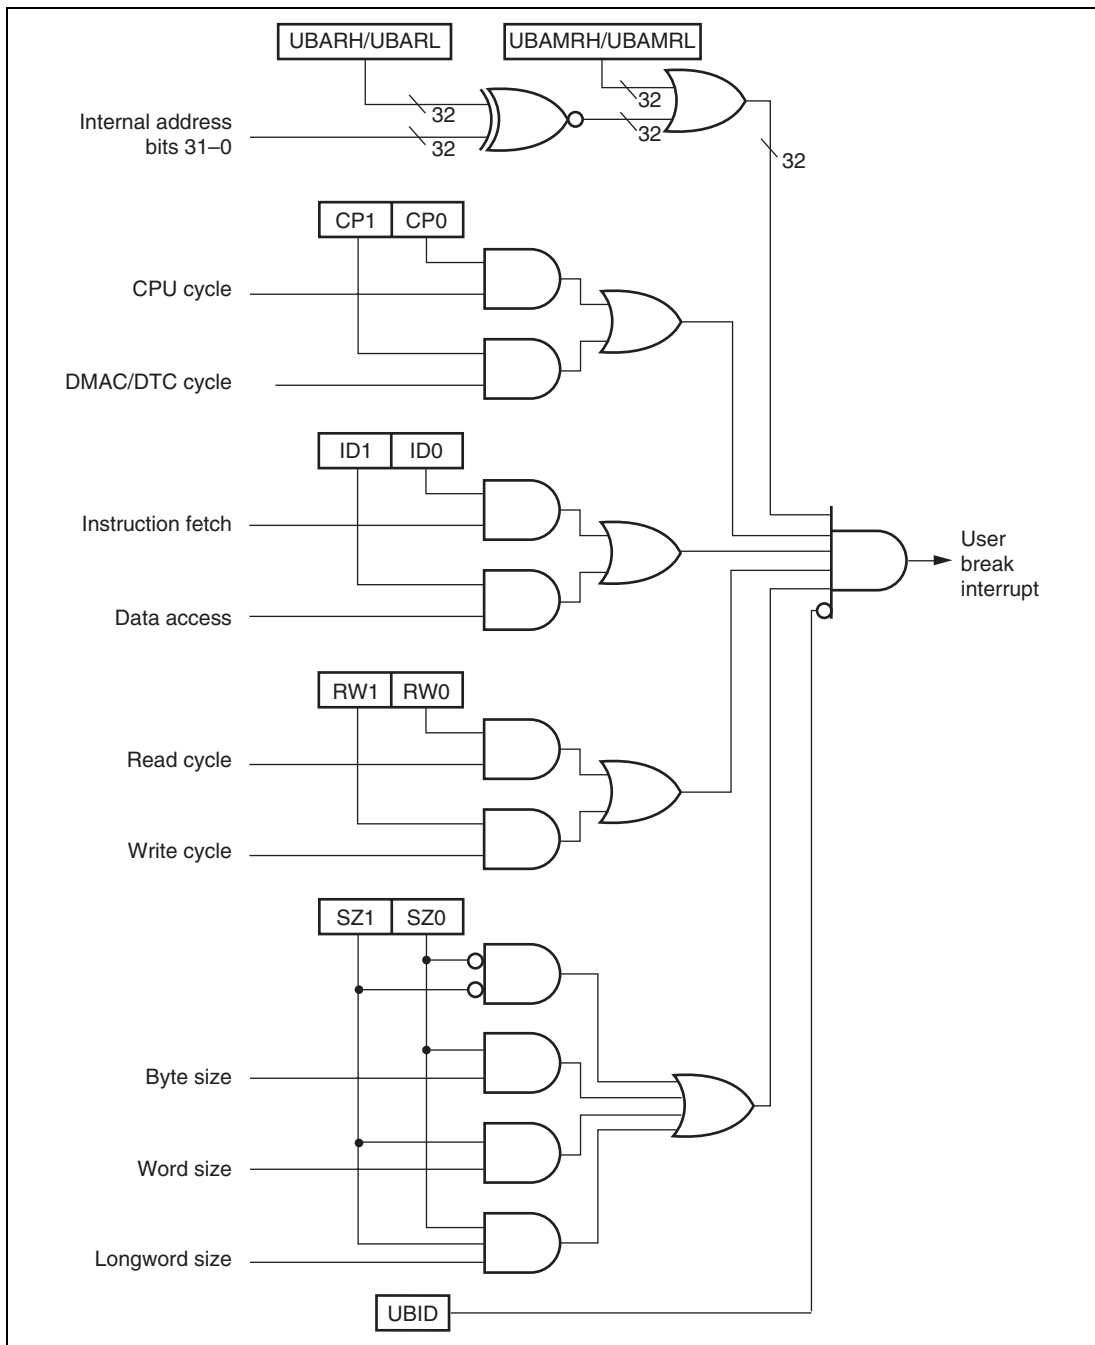 UBARH/UBARL
UBAMRH/UBAMRL
32
32
32
32
32
Internal address
bits 31–0
CP1 CP0
CPU cycle
DMAC/DTC cycle
ID1 ID0
Instruction fetch
Data access
User
break
interrupt
RW1 RW0
Read cycle
Write cycle
SZ1 SZ0
Byte size
Word size
Longword size
UBID